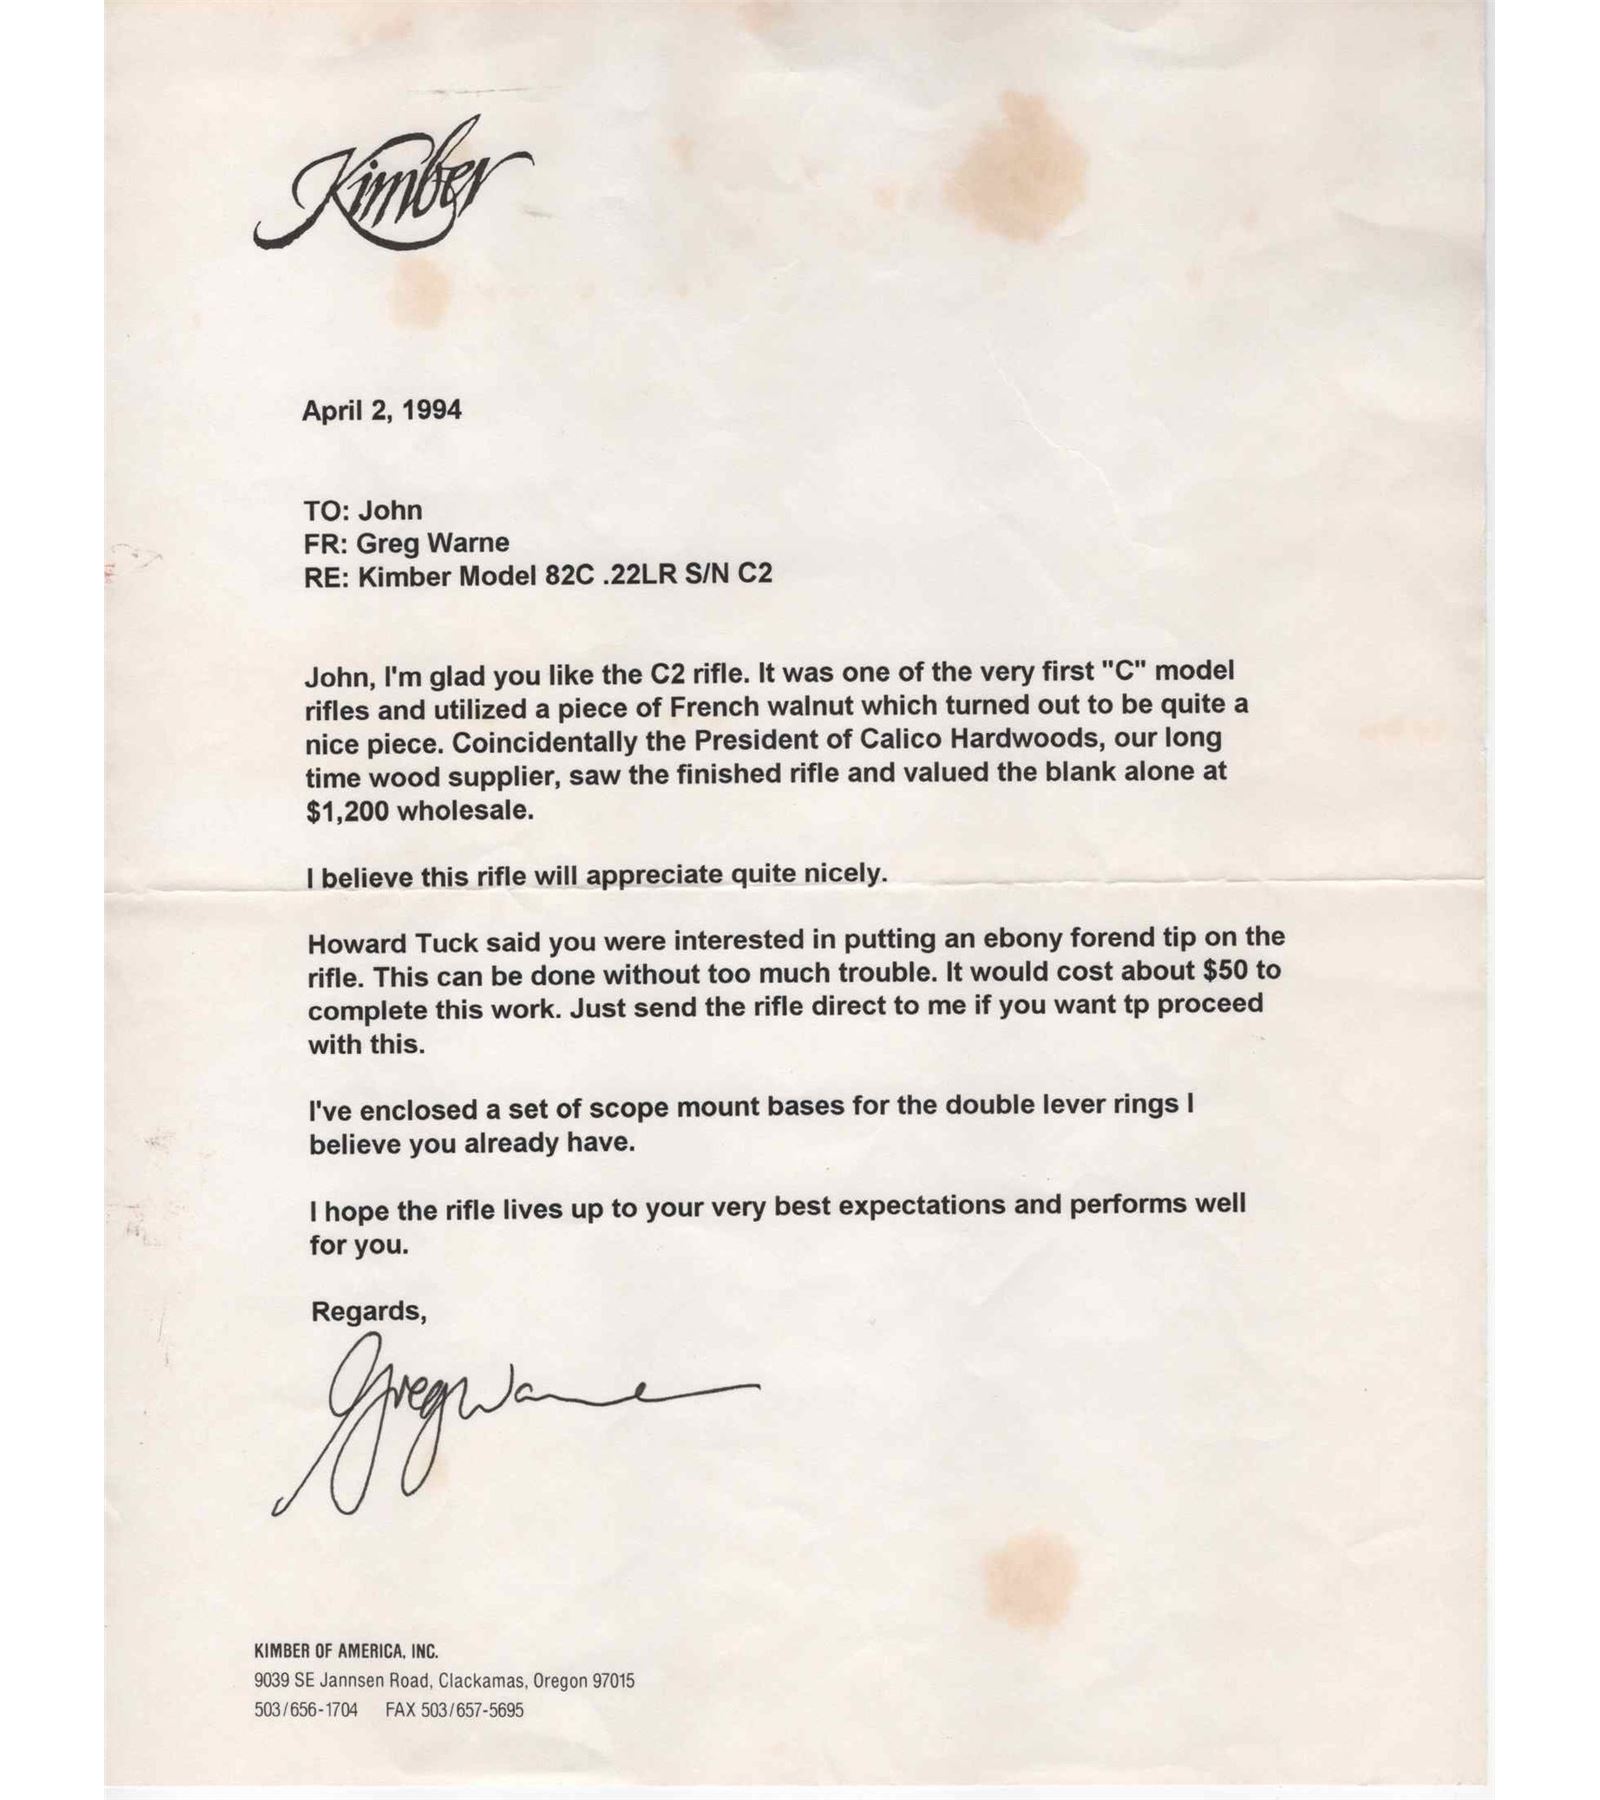 Kimber
April 2, 1994
TO: John
FR: Greg Warne
RE: Kimber Model 82C .22LR S/N C2
John, I'm glad you like the C2 rifle. It was one of the very first "C" model
rifles and utilized a piece of French walnut which turned out to be quite a
nice piece. Coincidentally the President of Calico Hardwoods, our long
time wood supplier, saw the finished rifle and valued the blank alone at
$1,200 wholesale.
I believe this rifle will appreciate quite nicely.
Howard Tuck said you were interested in putting an ebony forend tip on the
rifle. This can be done without too much trouble. It would cost about $50 to
complete this work. Just send the rifle direct to me if you want tp proceed
with this.
I've enclosed a set of scope mount bases for the double lever rings I
believe you already have.
I hope the rifle lives up to your very best expectations and performs well
for you.
Regards,
Greg Warne
KIMBER OF AMERICA, INC.
9039 SE Jannsen Road, Clackamas, Oregon 97015
503/656-1704 FAX 503/657-5695